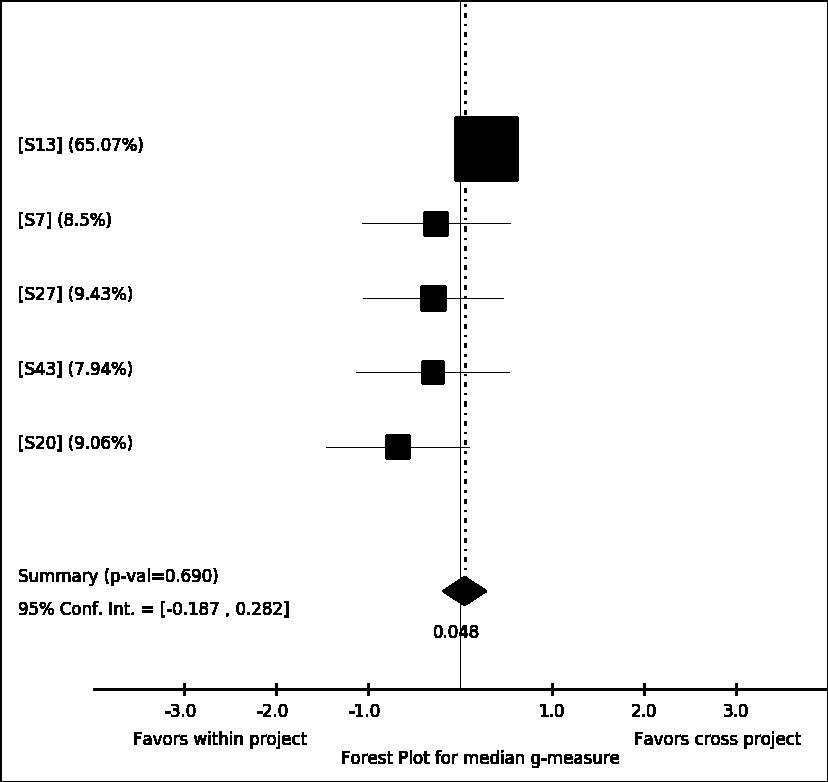 [S13] (65.07%)
[S7] (8.5%)
[S27] (9.43%)
[S43] (7.94%)
[S20] (9.06%)
Summary (p-val=0.690)
95% Conf. Int. = [-0.187 , 0.282]
0.048
-3.0 -2.0 -1.0 1.0 2.0 3.0
Favors within project Favors cross project
Forest Plot for median g-measure